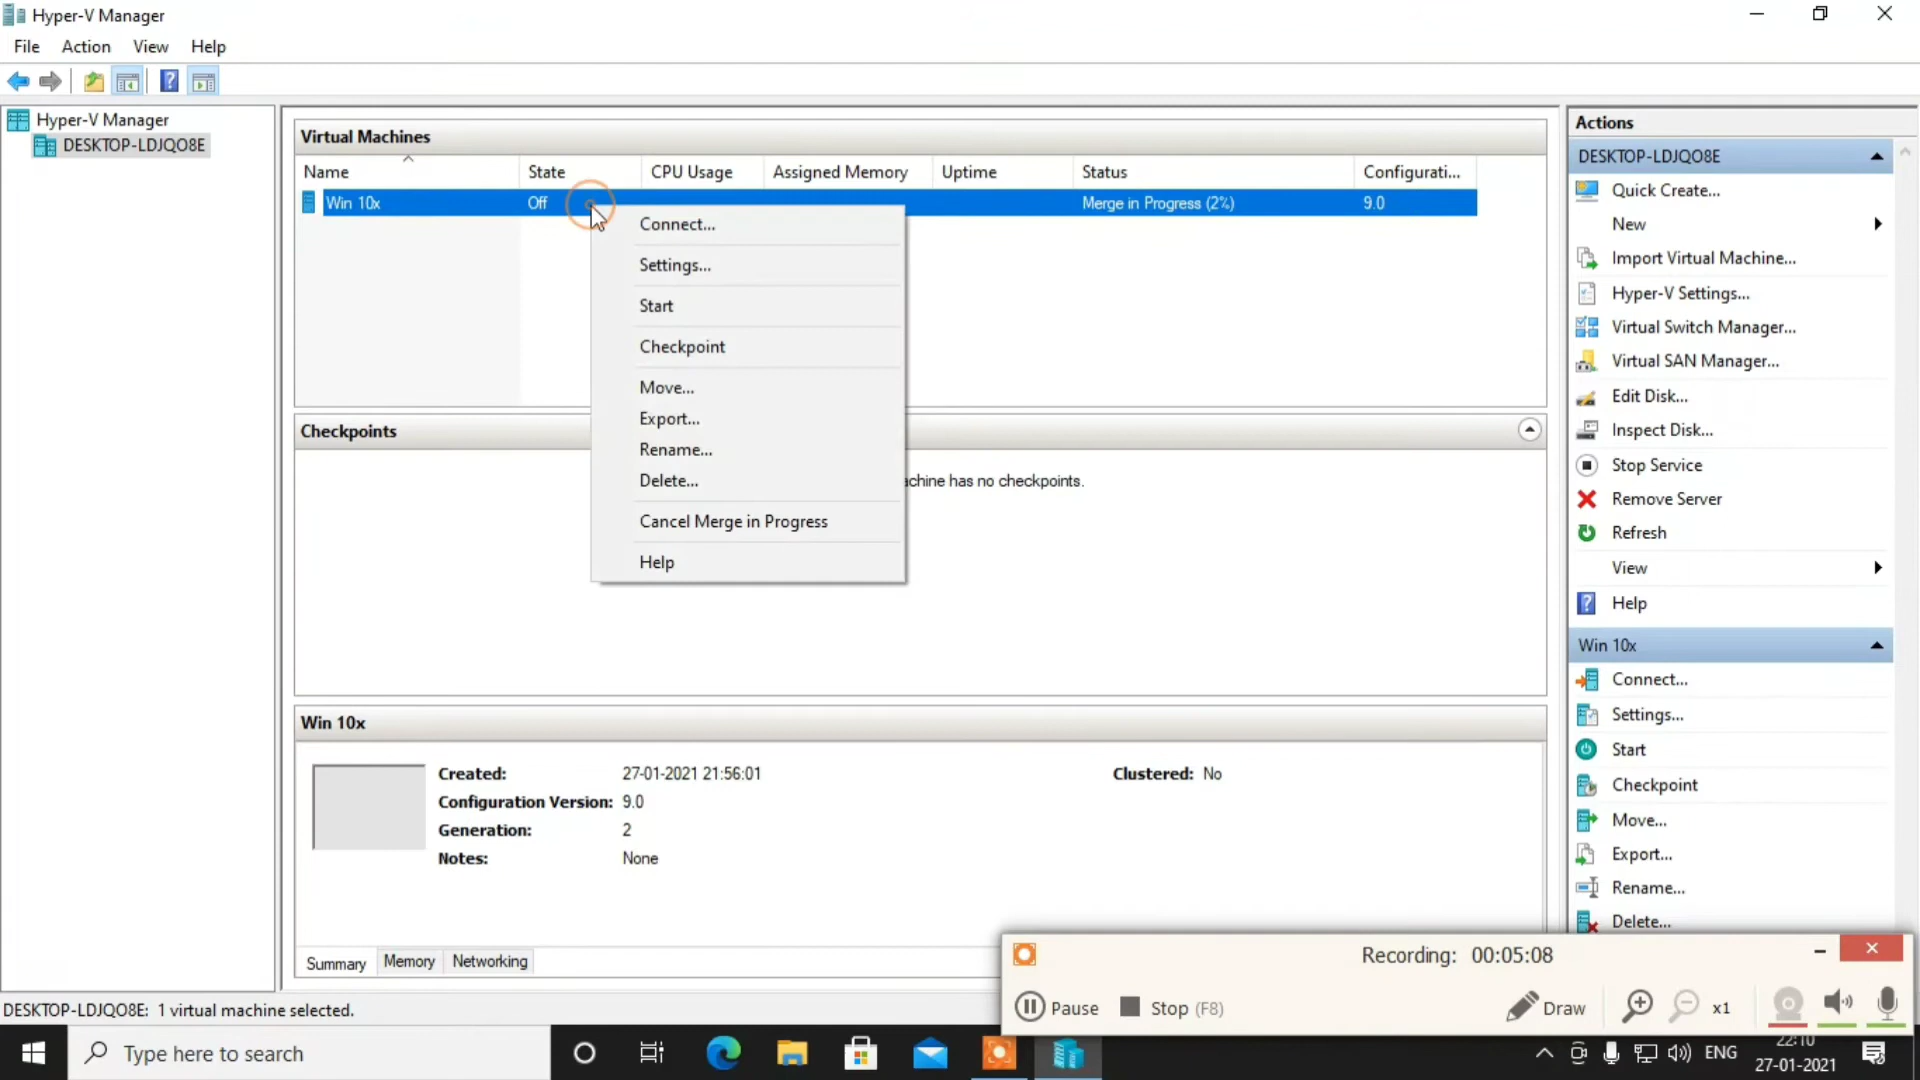 Hyper-V Manager
File Action View Help
Hyper-V Manager
DESKTOP-LDJQO8E
Virtual Machines
Name State CPU Usage Assigned Memory Uptime Status Configurati...
Win 10x Off Merge in Progress (2%) 9.0
Connect...
Settings...
Start
Checkpoint
Move...
Export...
Rename...
Delete...
Cancel Merge in Progress
Help
Checkpoints
achine has no checkpoints.
Win 10x
Created: 27-01-2021 21:56:01 Clustered: No
Configuration Version: 9.0
Generation: 2
Notes: None
Summary Memory Networking
Actions
DESKTOP-LDJQO8E
Quick Create...
New
Import Virtual Machine...
Hyper-V Settings...
Virtual Switch Manager...
Virtual SAN Manager...
Edit Disk...
Inspect Disk...
Stop Service
Remove Server
Refresh
View
Help
Win 10x
Connect...
Settings...
Start
Checkpoint
Move...
Export...
Rename...
Delete...
Recording: 00:05:08
Pause Stop (F8) Draw x1
DESKTOP-LDJQO8E: 1 virtual machine selected.
Type here to search
ENG
22:10
27-01-2021